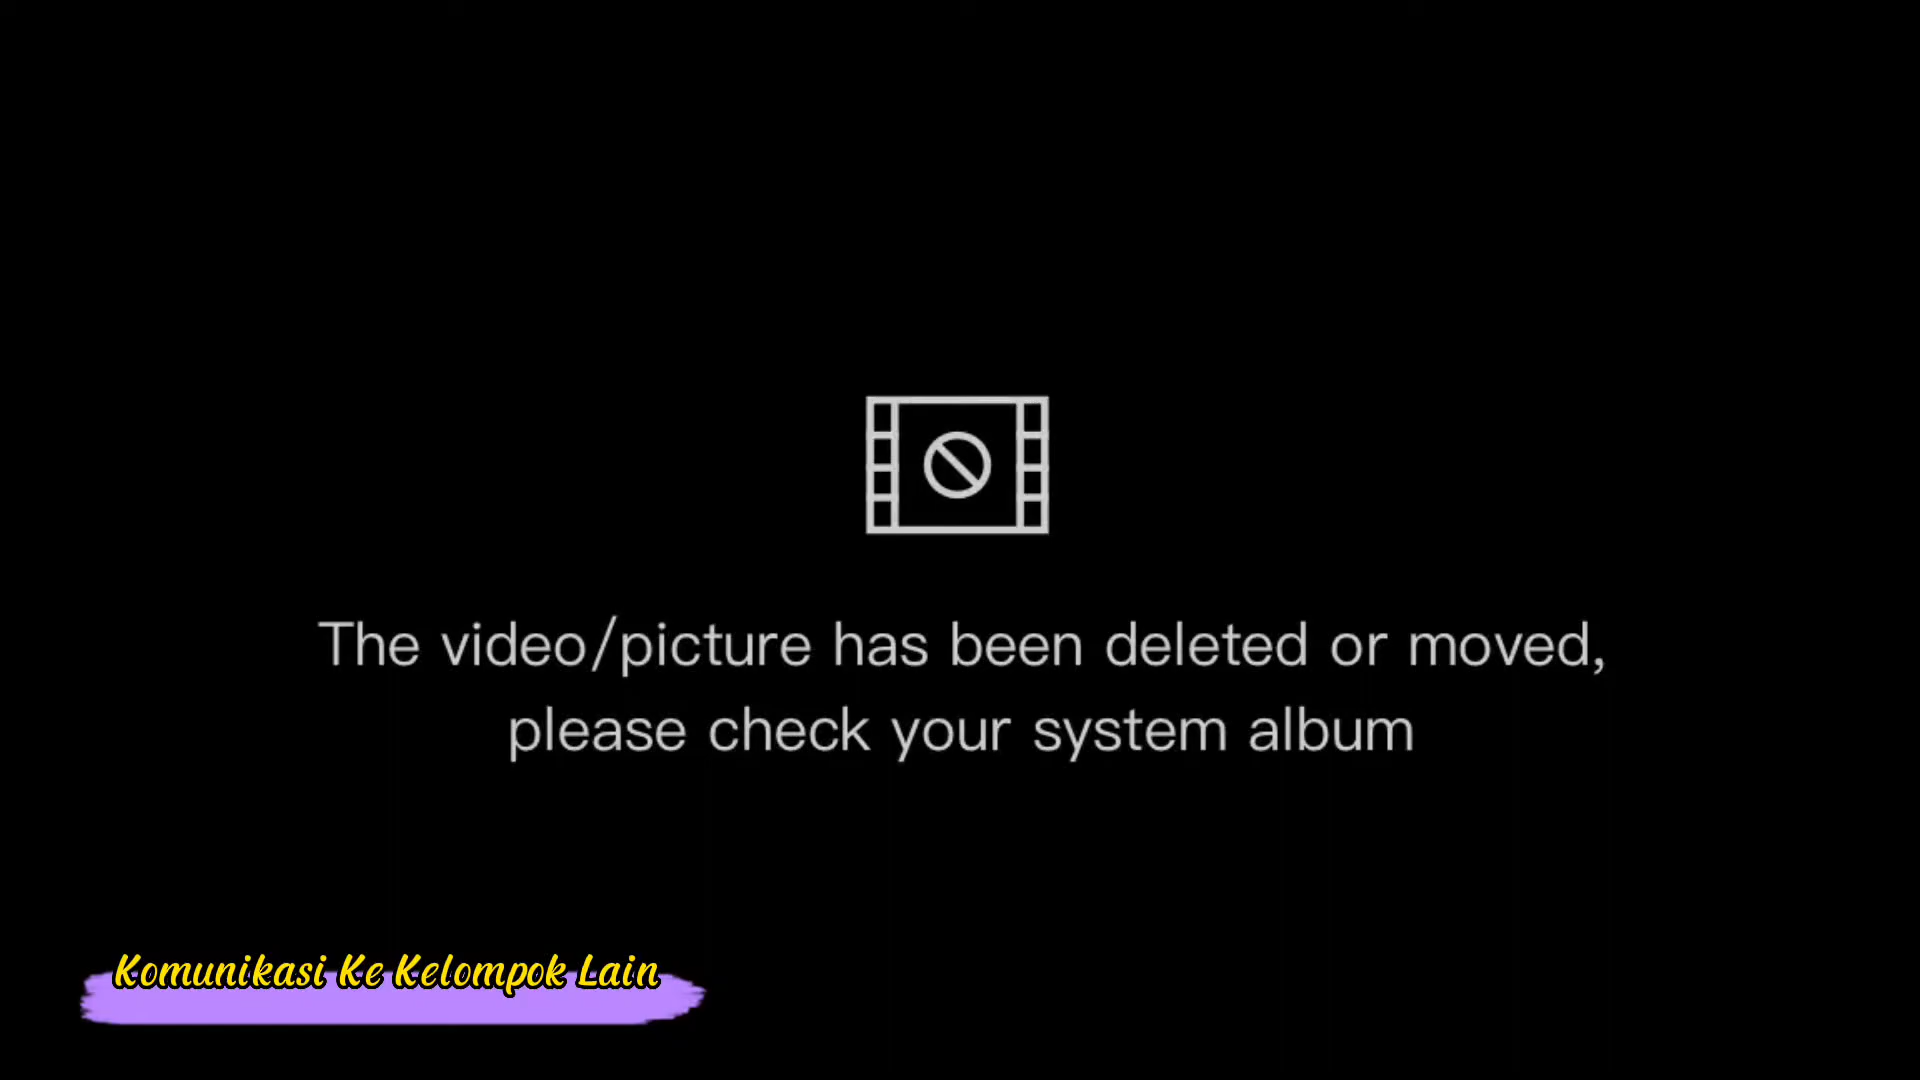 The video/picture has been deleted or moved,
please check your system album
Komunikasi Ke Kelompok Lain